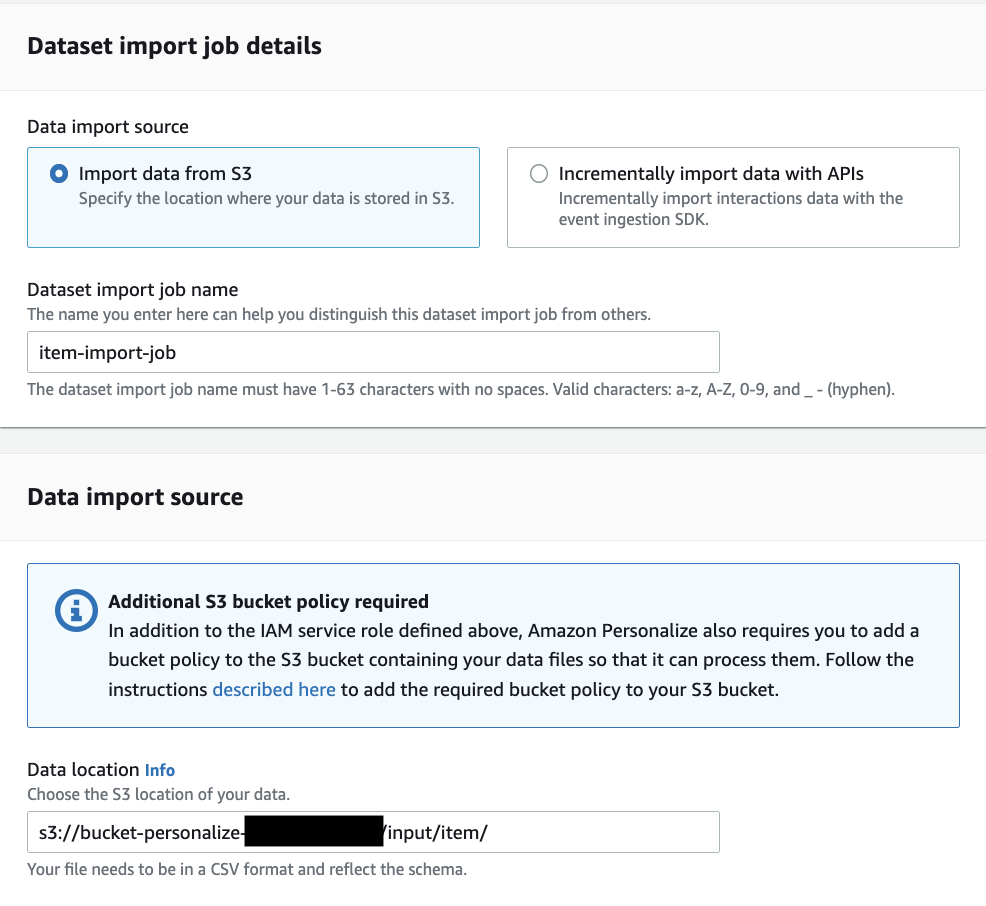 Dataset import job details
Data import source
Import data from S3
Specify the location where your data is stored in S3.
Incrementally import data with APIs
Incrementally import interactions data with the
event ingestion SDK.
Dataset import job name
The name you enter here can help you distinguish this dataset import job from others.
item-import-job
The dataset import job name must have 1-63 characters with no spaces. Valid characters: a-z, A-Z, 0-9, and _ - (hyphen).
Data import source
Additional S3 bucket policy required
In addition to the IAM service role defined above, Amazon Personalize also requires you to add a
bucket policy to the S3 bucket containing your data files so that it can process them. Follow the
instructions described here to add the required bucket policy to your S3 bucket.
Data location Info
Choose the S3 location of your data.
s3://bucket-personalize- /input/item/
Your file needs to be in a CSV format and reflect the schema.